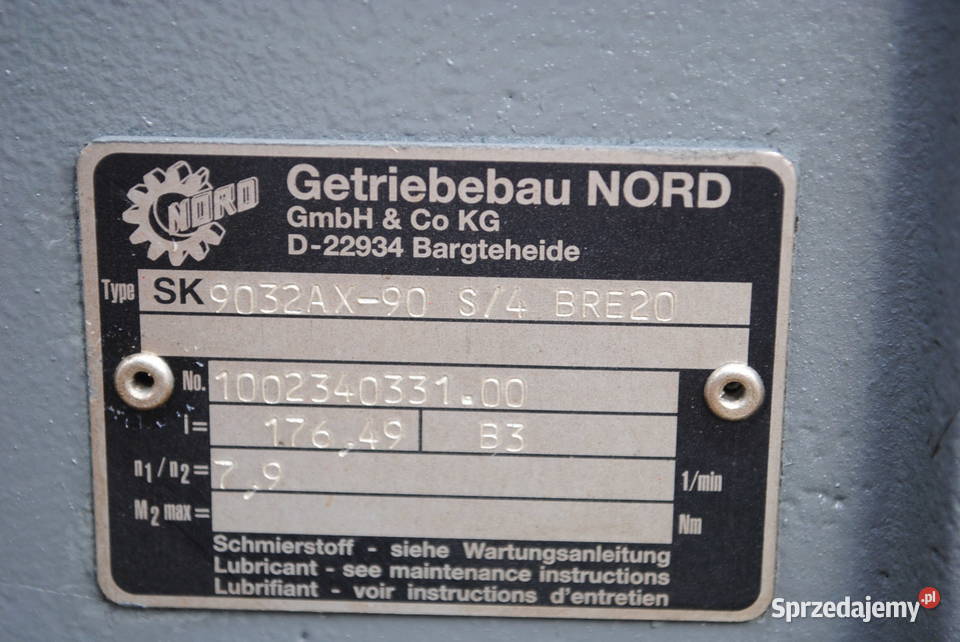 NORD
Getriebebau NORD
GmbH & Co KG
D-22934 Bargteheide
Type SK 9032AX-90 S/4 BRE20
No. 1002340331.00
i= 176,49 B3
n1/n2= 7,9 1/min
M2 max= Nm
Schmierstoff - siehe Wartungsanleitung
Lubricant - see maintenance instructions
Lubrifiant - voir instructions d'entretien
Sprzedajemy.pl